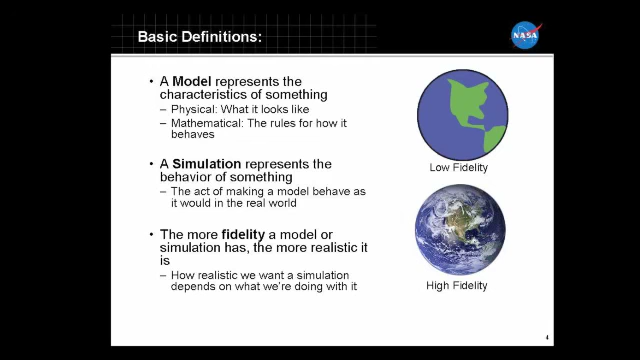 Basic Definitions:
NASA
• A Model represents the
characteristics of something
– Physical: What it looks like
– Mathematical: The rules for how it
behaves
• A Simulation represents the
behavior of something
– The act of making a model behave as
it would in the real world
• The more fidelity a model or
simulation has, the more realistic it
is
– How realistic we want a simulation
depends on what we're doing with it
Low Fidelity
High Fidelity
4